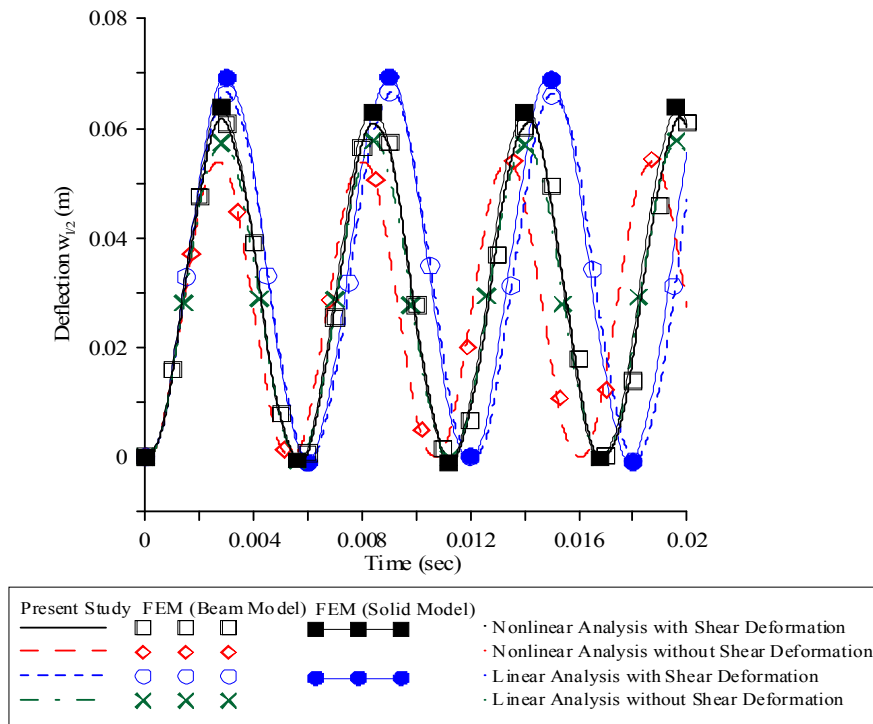 0.08
0.06
0.04
0.02
0
Deflection w l/2 (m)
0 0.004 0.008 0.012 0.016 0.02
Time (sec)
Present Study FEM (Beam Model) FEM (Solid Model)
Nonlinear Analysis with Shear Deformation
Nonlinear Analysis without Shear Deformation
Linear Analysis with Shear Deformation
Linear Analysis without Shear Deformation